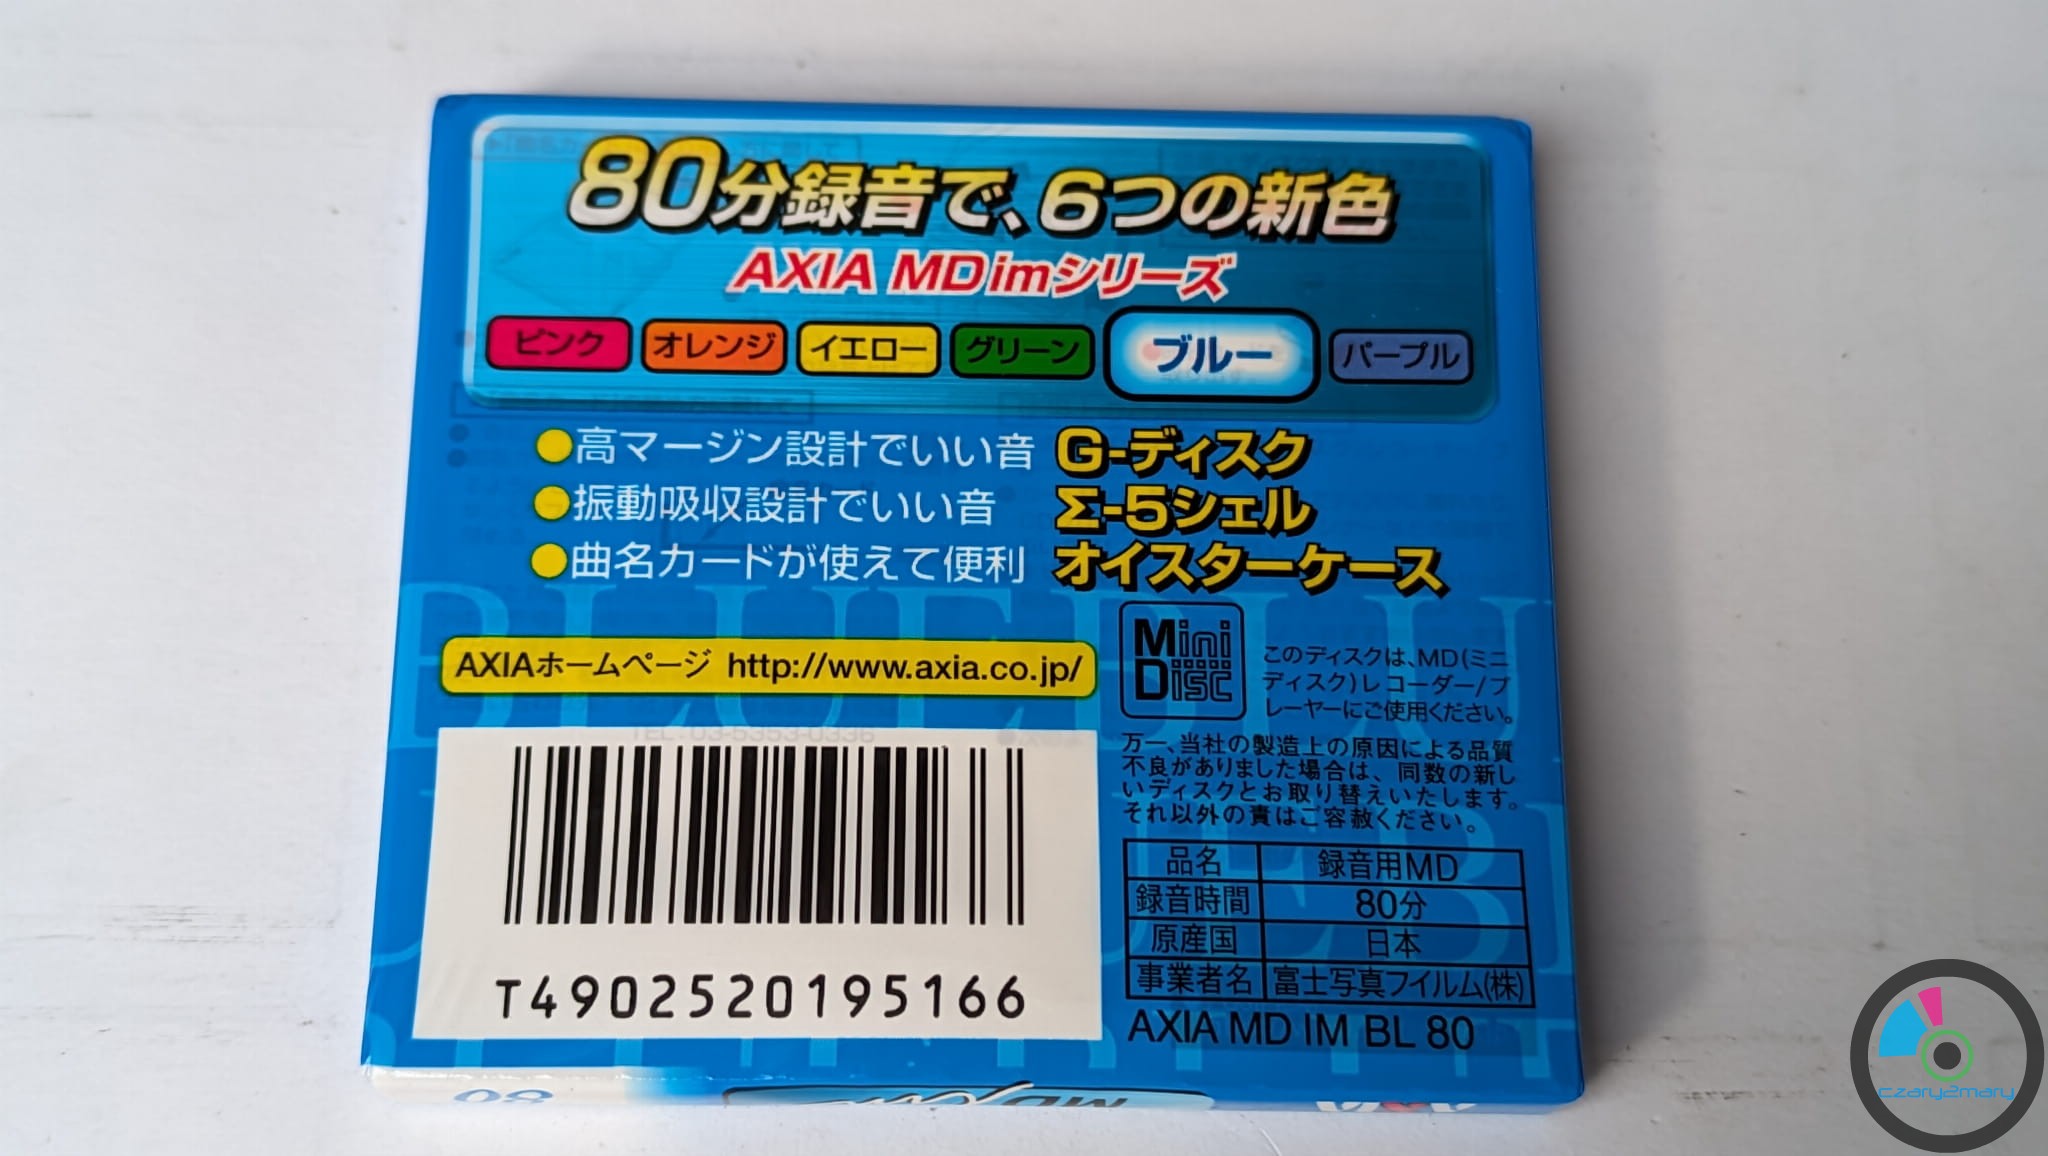 80分録音で、6つの新色
AXIA MD imシリーズ
ピンク オレンジ イエロー グリーン ブルー パープル
●高マージン設計でいい音 G-ディスク
●振動吸収設計でいい音 Σ-5シェル
●曲名カードが使えて便利 オイスターケース
BLUEBLU
AXIAホームページ http://www.axia.co.jp/
Mini
Disc
このディスクは、MD(ミニ
ディスク)レコーダー/プ
レーヤーにご使用ください。
TEL:03-5353-0336
万一、当社の製造上の原因による品質
不良がありました場合は、同数の新し
いディスクとお取り替えいたします。
それ以外の責はご容赦ください。
T4902520195166
品名 録音用MD
録音時間 80分
原産国 日本
事業者名 富士写真フイルム(株)
AXIA MD IM BL 80
80
czary2mary